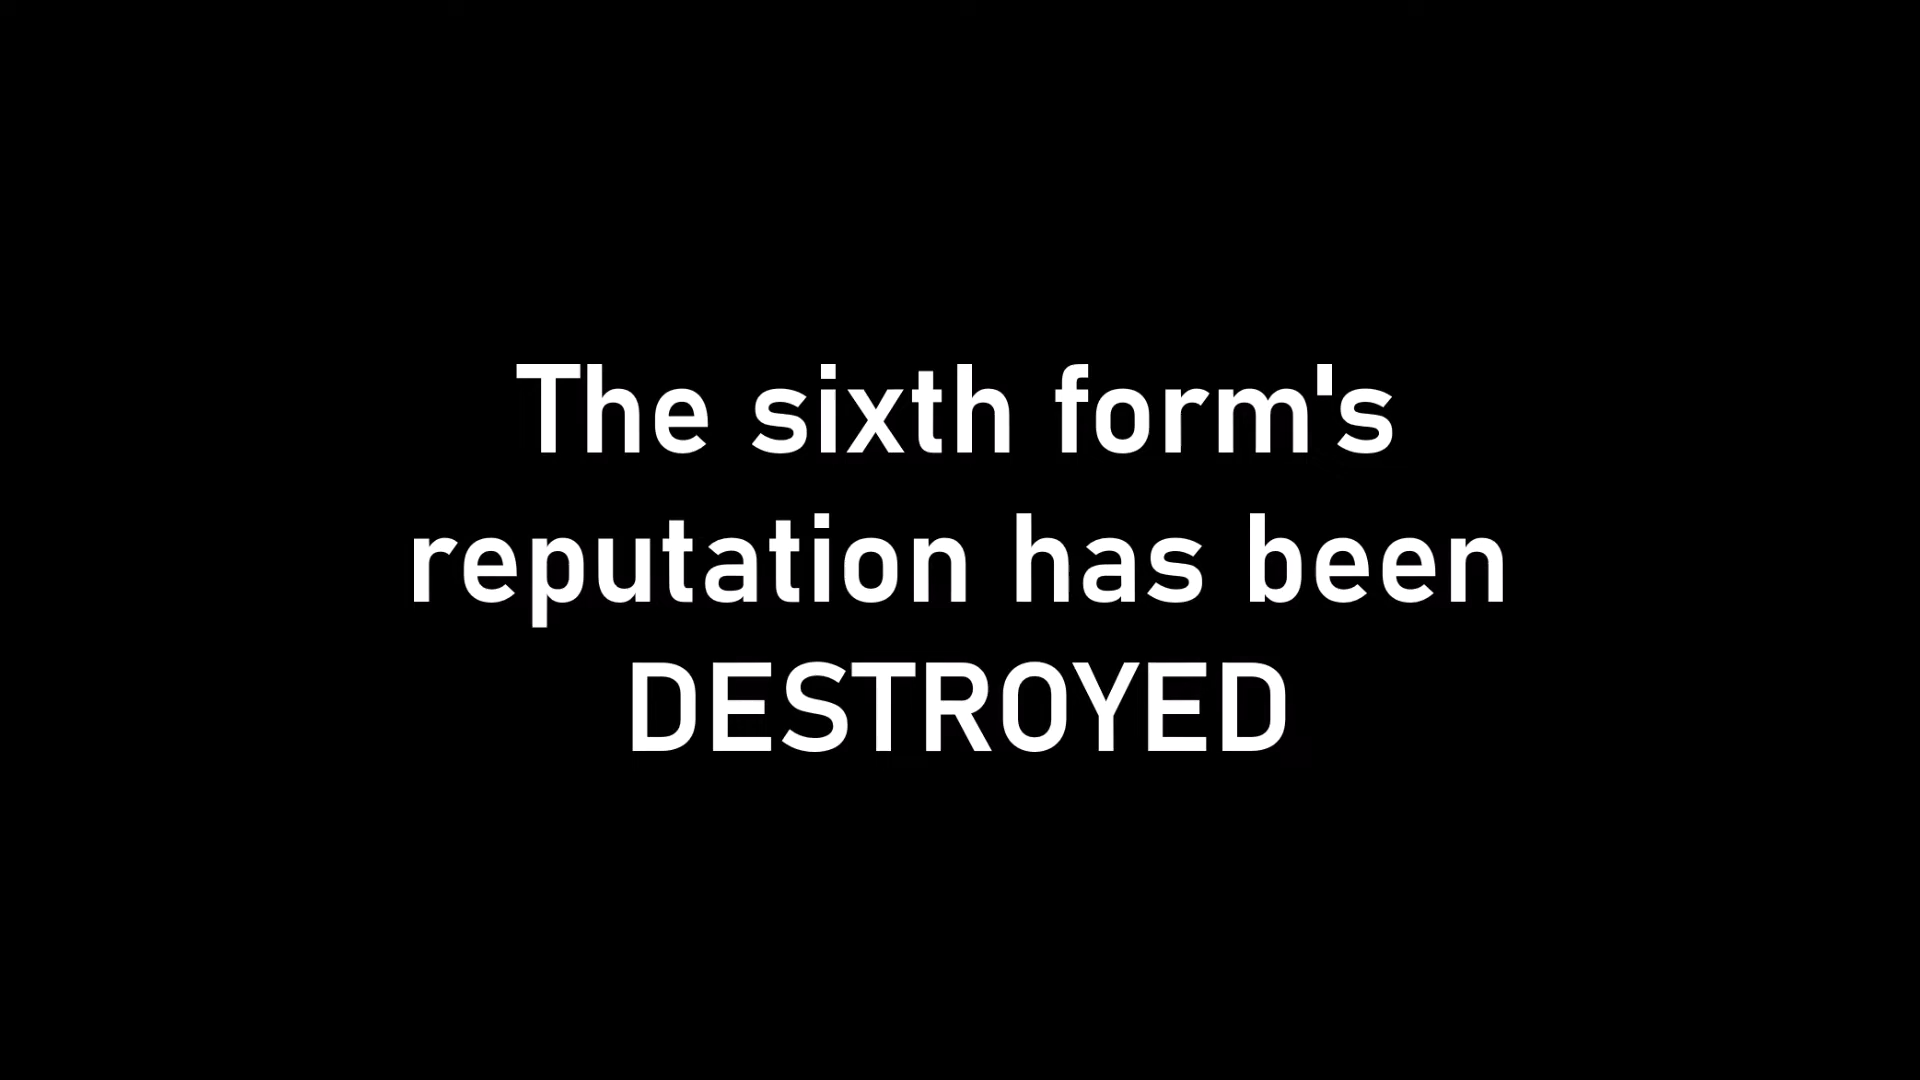 The sixth form's
reputation has been
DESTROYED